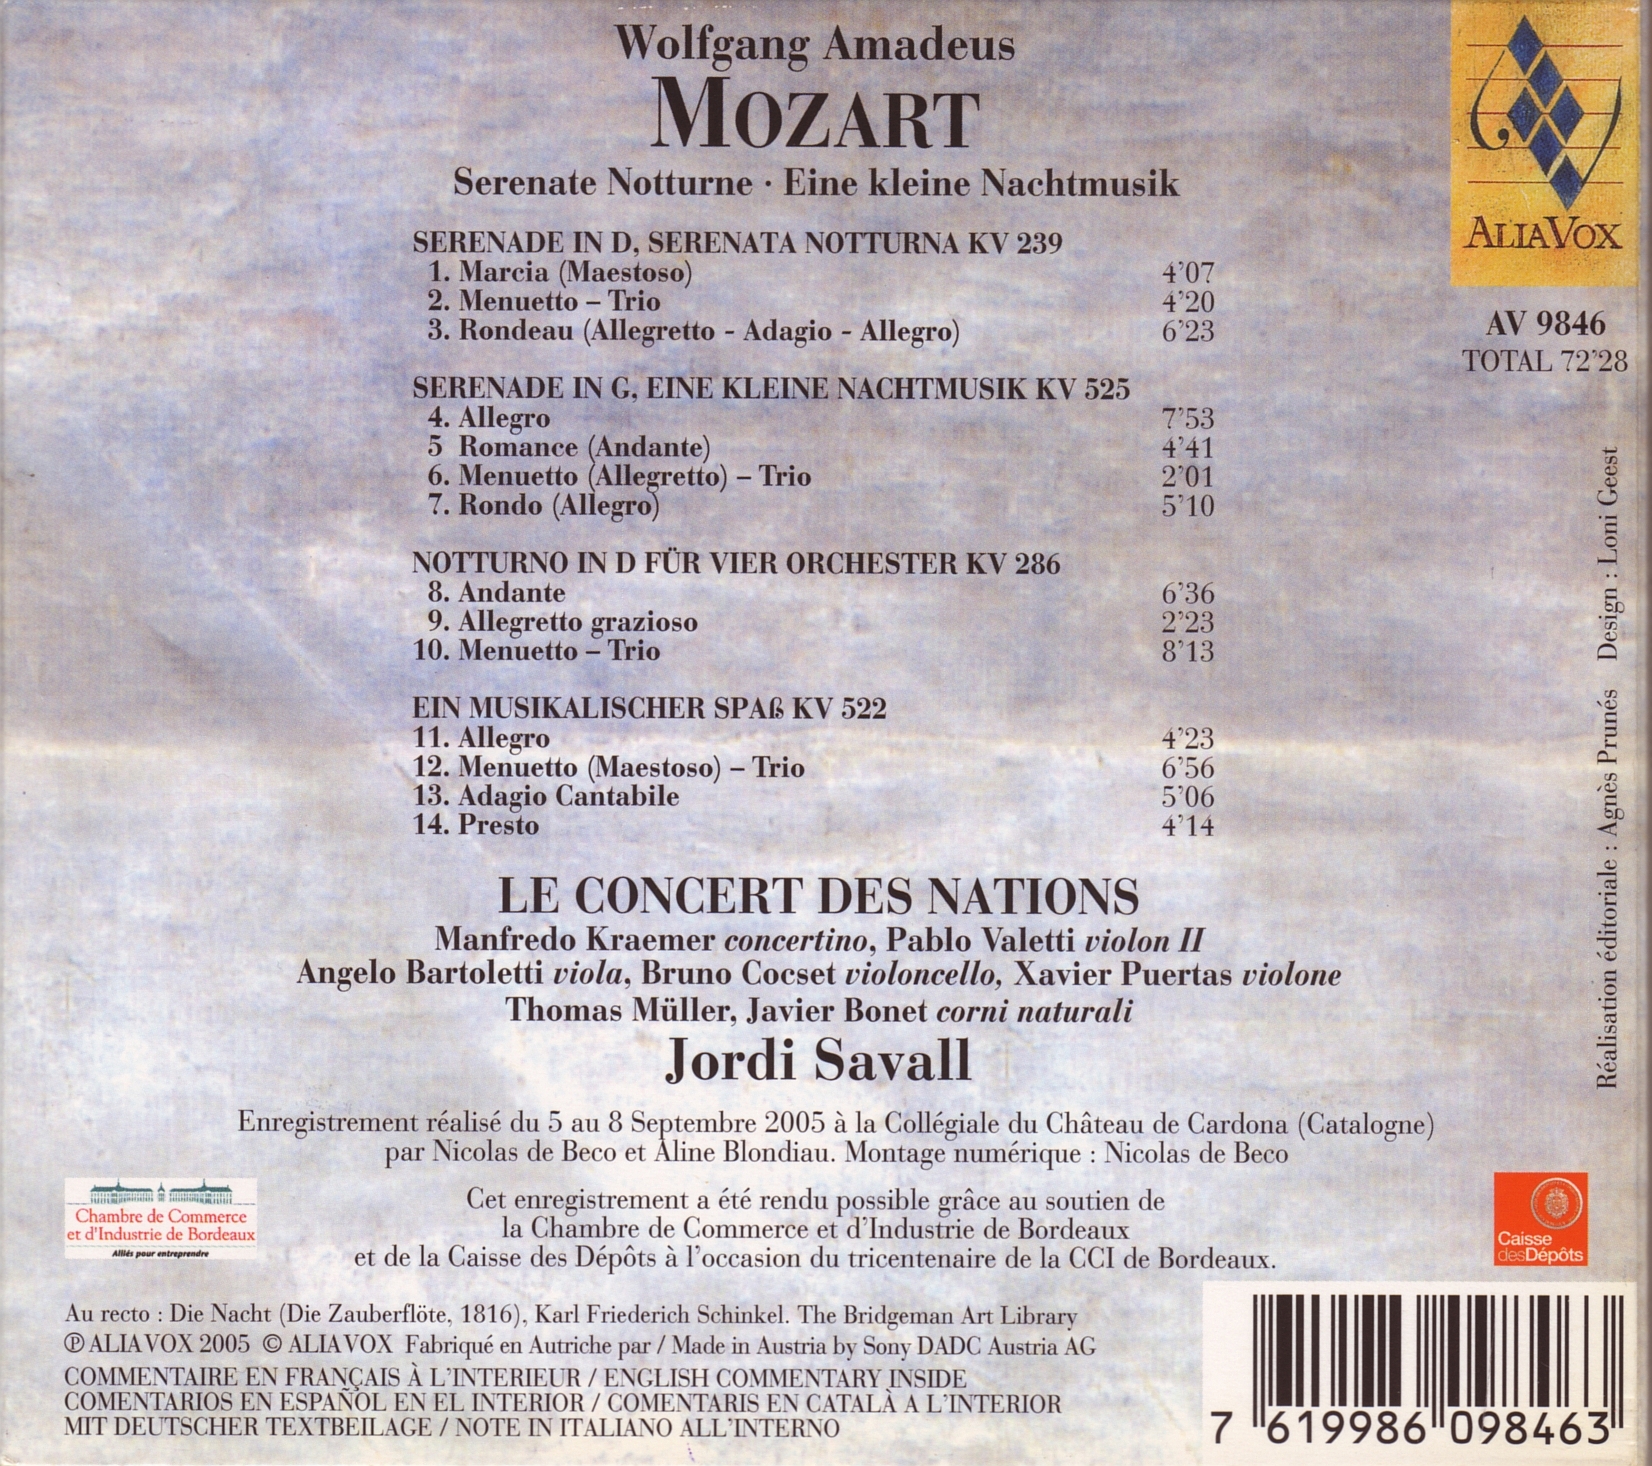 Wolfgang Amadeus
MOZART
Serenate Notturne · Eine kleine Nachtmusik
SERENADE IN D, SERENATA NOTTURNA KV 239
1. Marcia (Maestoso) 4'07
2. Menuetto – Trio 4'20
3. Rondeau (Allegretto - Adagio - Allegro) 6'23
SERENADE IN G, EINE KLEINE NACHTMUSIK KV 525
4. Allegro 7'53
5 Romance (Andante) 4'41
6. Menuetto (Allegretto) – Trio 2'01
7. Rondo (Allegro) 5'10
NOTTURNO IN D FÜR VIER ORCHESTER KV 286
8. Andante 6'36
9. Allegretto grazioso 2'23
10. Menuetto – Trio 8'13
EIN MUSIKALISCHER SPAß KV 522
11. Allegro 4'23
12. Menuetto (Maestoso) – Trio 6'56
13. Adagio Cantabile 5'06
14. Presto 4'14
ALIAVOX
AV 9846
TOTAL 72'28
Réalisation éditoriale : Agnès Prunés Design : Loni Geest
LE CONCERT DES NATIONS
Manfredo Kraemer concertino, Pablo Valetti violon II
Angelo Bartoletti viola, Bruno Cocset violoncello, Xavier Puertas violone
Thomas Müller, Javier Bonet corni naturali
Jordi Savall
Enregistrement réalisé du 5 au 8 Septembre 2005 à la Collégiale du Château de Cardona (Catalogne)
par Nicolas de Beco et Aline Blondiau. Montage numérique : Nicolas de Beco
Cet enregistrement a été rendu possible grâce au soutien de
la Chambre de Commerce et d'Industrie de Bordeaux
et de la Caisse des Dépôts à l'occasion du tricentenaire de la CCI de Bordeaux.
Chambre de Commerce
et d'Industrie de Bordeaux
Alliés pour entreprendre
Caisse
desDépôts
Au recto : Die Nacht (Die Zauberflöte, 1816), Karl Friederich Schinkel. The Bridgeman Art Library
℗ ALIA VOX 2005 © ALIA VOX Fabriqué en Autriche par / Made in Austria by Sony DADC Austria AG
COMMENTAIRE EN FRANÇAIS À L'INTERIEUR / ENGLISH COMMENTARY INSIDE
COMENTARIOS EN ESPAÑOL EN EL INTERIOR / COMENTARIS EN CATALÀ A L'INTERIOR
MIT DEUTSCHER TEXTBEILAGE / NOTE IN ITALIANO ALL'INTERNO
7 619986 098463